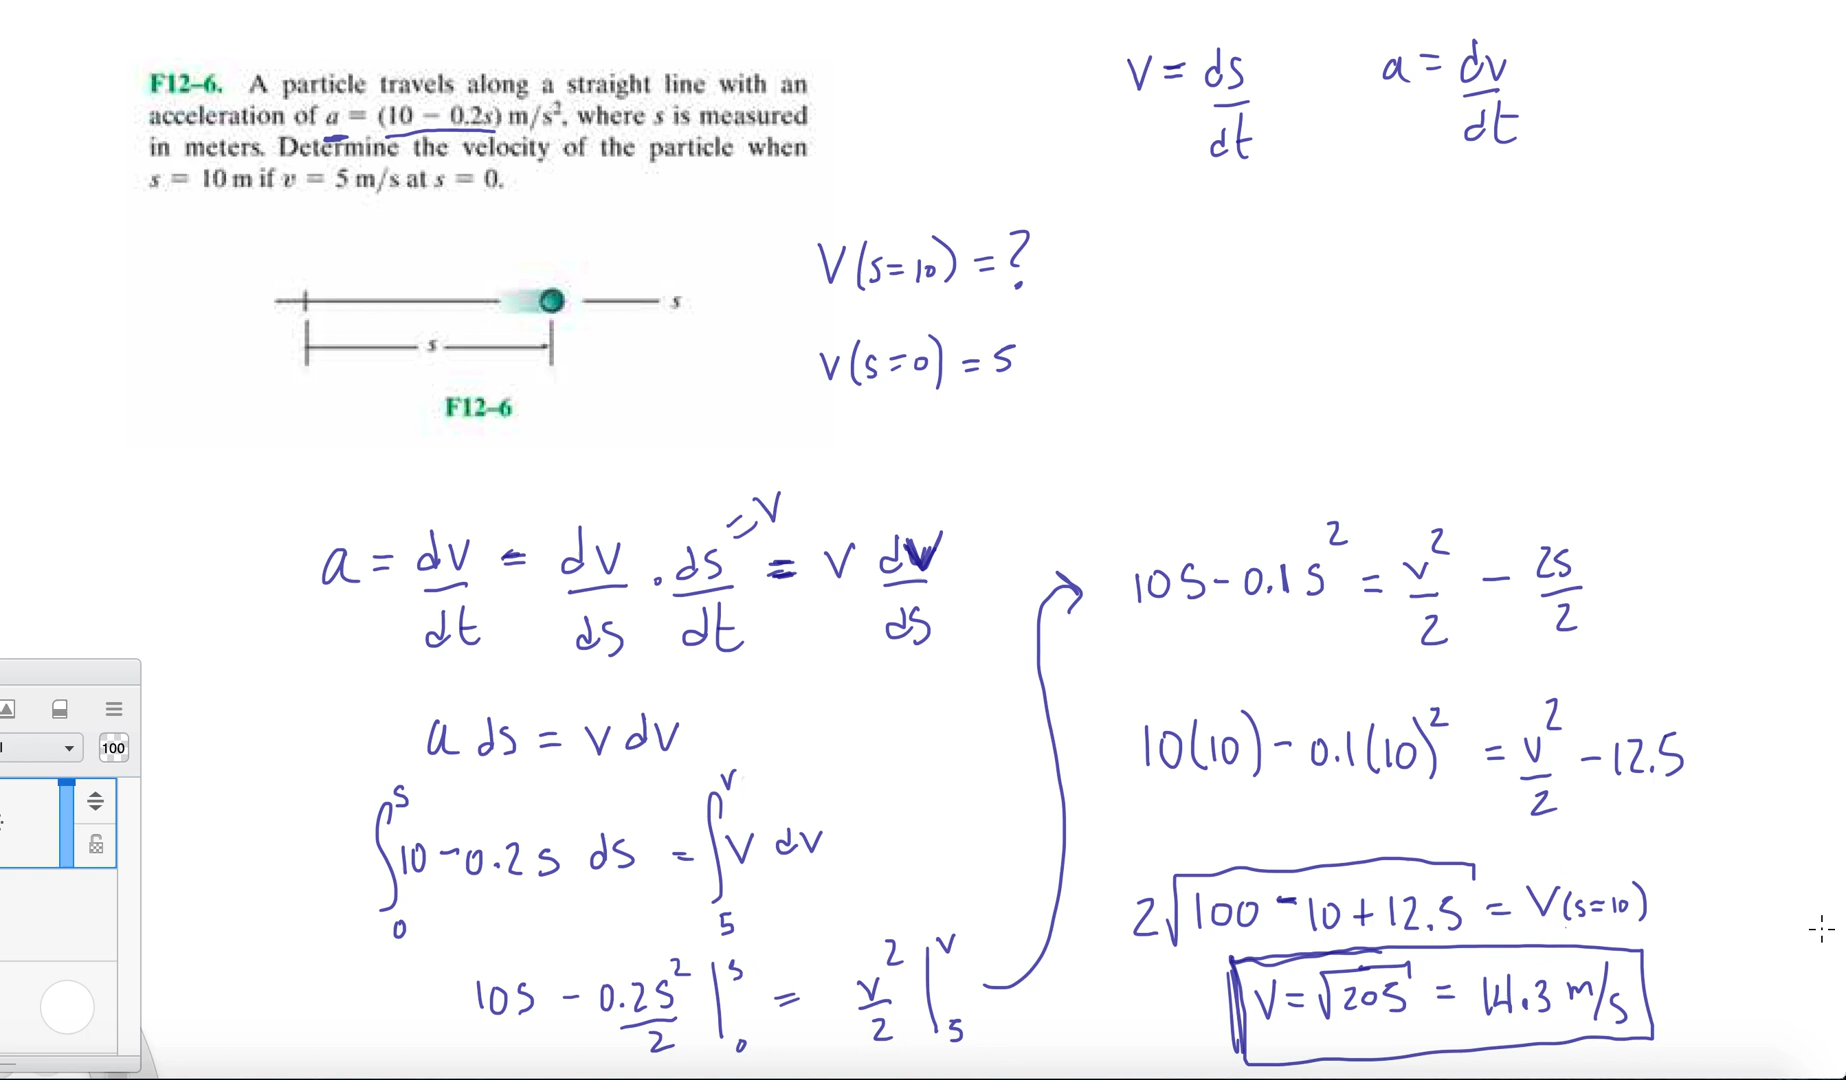 F12–6. A particle travels along a straight line with an
acceleration of a = (10 − 0.2s) m/s², where s is measured
in meters. Determine the velocity of the particle when
s = 10 m if v = 5 m/s at s = 0.
s
s
F12–6
v = ds/dt
a = dv/dt
V(s=10) = ?
v(s=0) = 5
a = dv/dt = dv/ds · ds/dt = v dv/ds
= v
a ds = v dv
∫₀ˢ 10 − 0.2s ds = ∫₅ᵛ v dv
10s − 0.2s²/2 |₀ˢ = v²/2 |₅ᵛ
10s − 0.1s² = v²/2 − 25/2
10(10) − 0.1(10)² = v²/2 − 12.5
2√100 − 10 + 12.5 = V(s=10)
V = √205 = 14.3 m/s
100